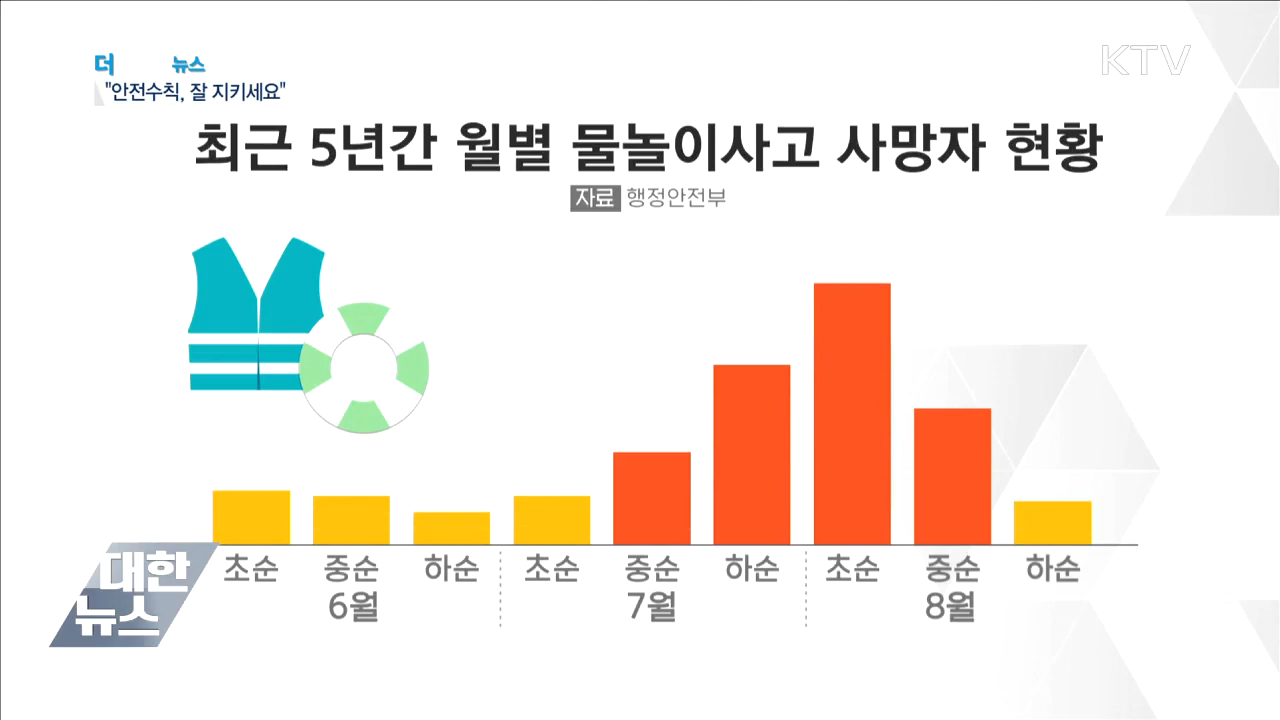 더 뉴스
KTV
"안전수칙, 잘 지키세요"
최근 5년간 월별 물놀이사고 사망자 현황
자료 행정안전부
초순 중순 하순 초순 중순 하순 초순 중순 하순
6월 7월 8월
대한
뉴스